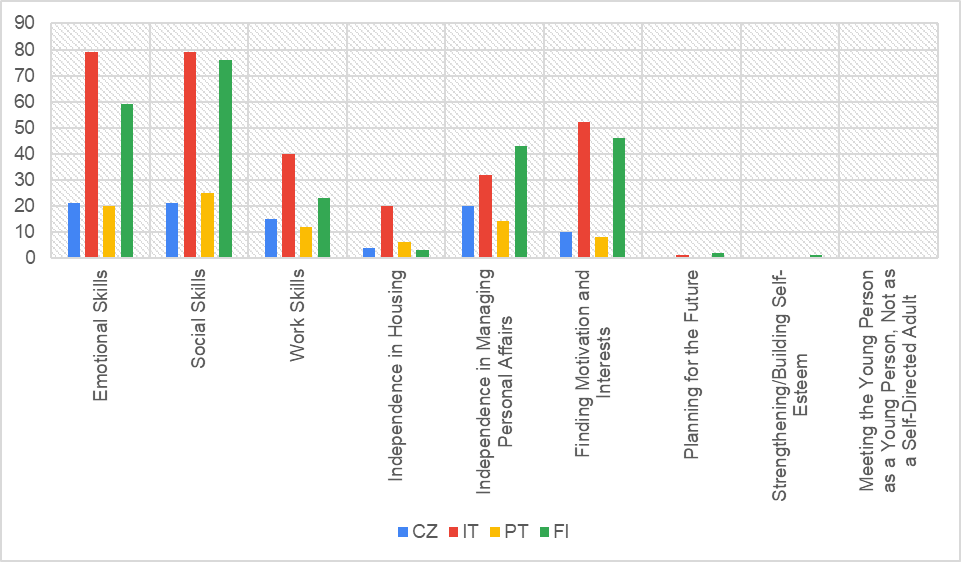 90
80
70
60
50
40
30
20
10
0
Emotional Skills
Social Skills
Work Skills
Independence in Housing
Independence in Managing
Personal Affairs
Finding Motivation and
Interests
Planning for the Future
Strengthening/Building Self-
Esteem
Meeting the Young Person
as a Young Person, Not as
a Self-Directed Adult
CZ IT PT FI